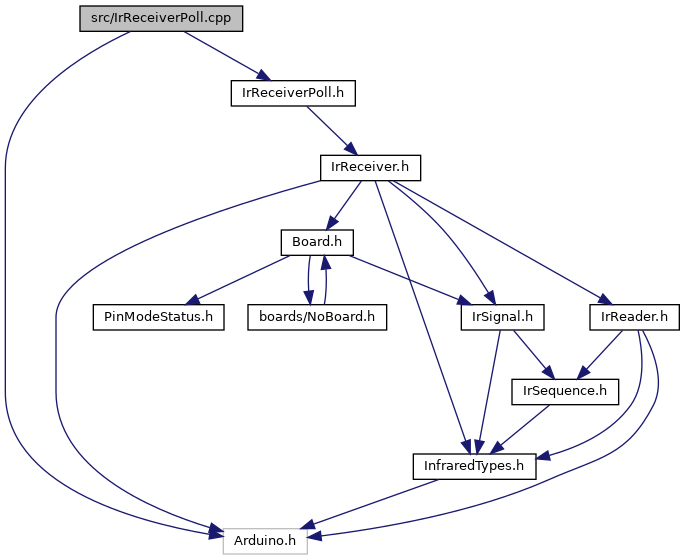 src/IrReceiverPoll.cpp
IrReceiverPoll.h
IrReceiver.h
Board.h
PinModeStatus.h
boards/NoBoard.h
IrSignal.h
IrReader.h
IrSequence.h
InfraredTypes.h
Arduino.h